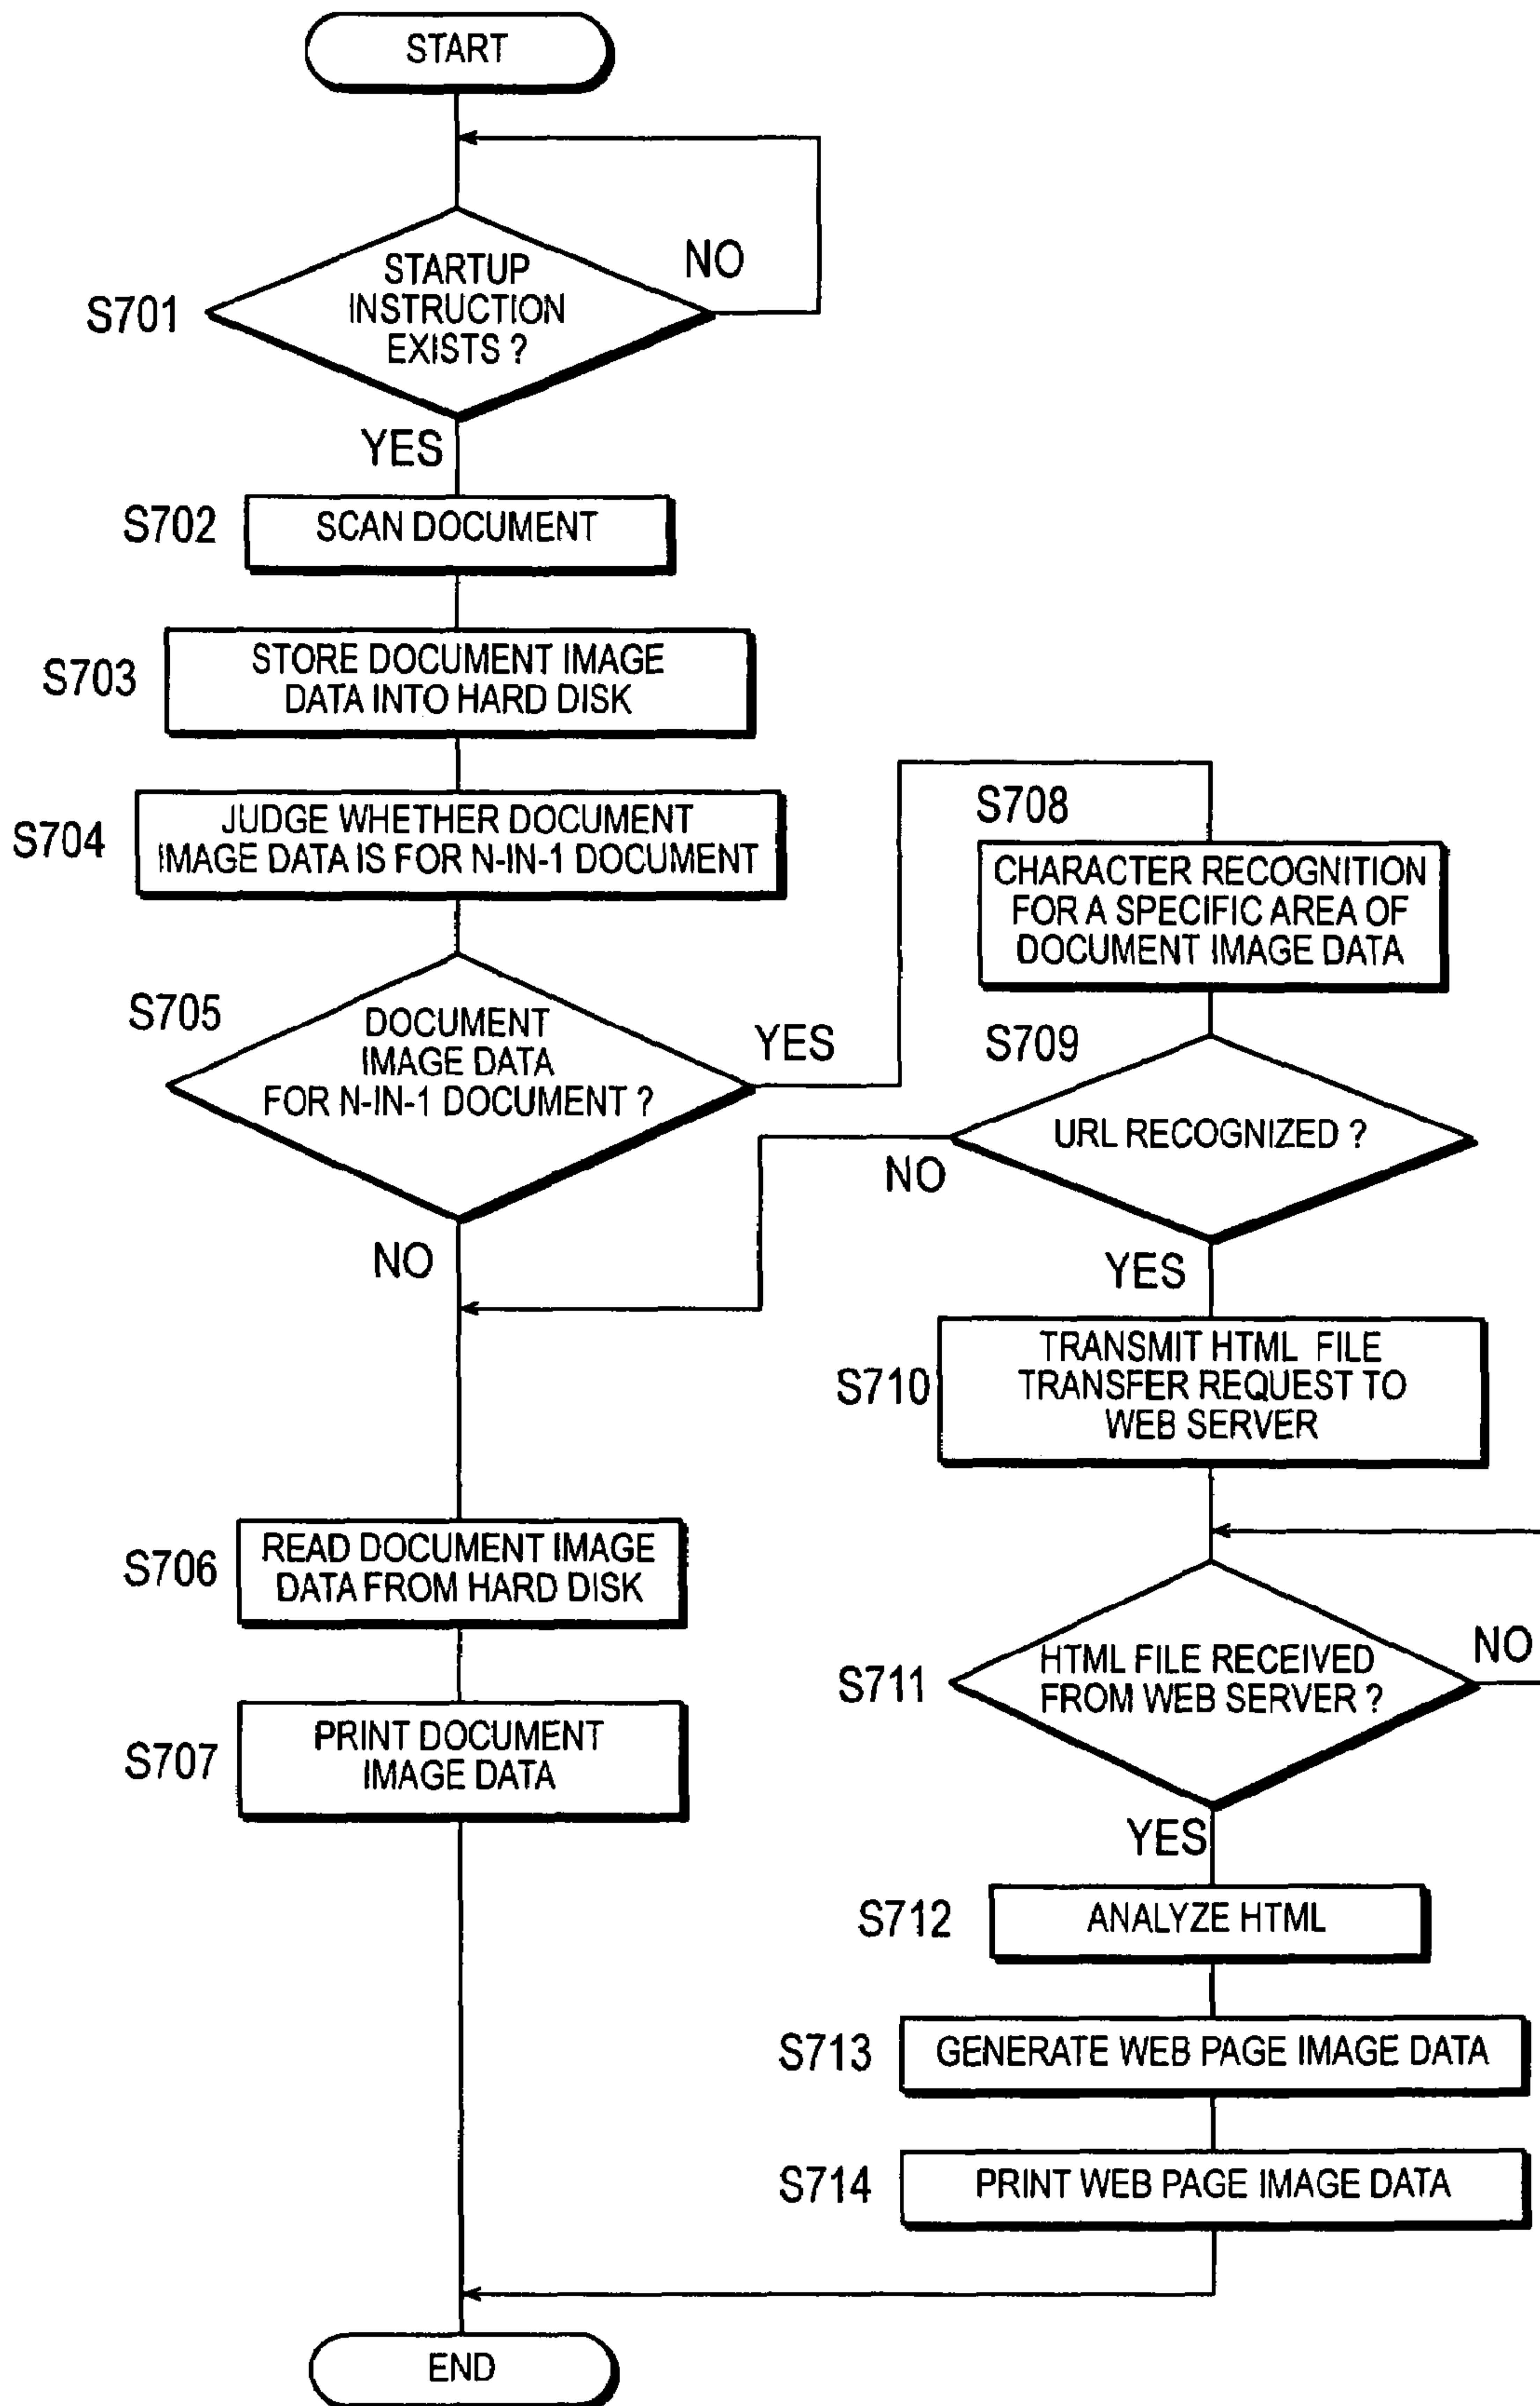 START
NO
S701
STARTUP
INSTRUCTION
EXISTS ?
YES
S702
SCAN DOCUMENT
S703
STORE DOCUMENT IMAGE
DATA INTO HARD DISK
S704
JUDGE WHETHER DOCUMENT
IMAGE DATA IS FOR N-IN-1 DOCUMENT
S705
DOCUMENT
IMAGE DATA
FOR N-IN-1 DOCUMENT ?
YES
NO
S706
READ DOCUMENT IMAGE
DATA FROM HARD DISK
S707
PRINT DOCUMENT
IMAGE DATA
S708
CHARACTER RECOGNITION
FOR A SPECIFIC AREA OF
DOCUMENT IMAGE DATA
S709
URL RECOGNIZED ?
NO
YES
S710
TRANSMIT HTML FILE
TRANSFER REQUEST TO
WEB SERVER
S711
HTML FILE RECEIVED
FROM WEB SERVER ?
NO
YES
S712
ANALYZE HTML
S713
GENERATE WEB PAGE IMAGE DATA
S714
PRINT WEB PAGE IMAGE DATA
END